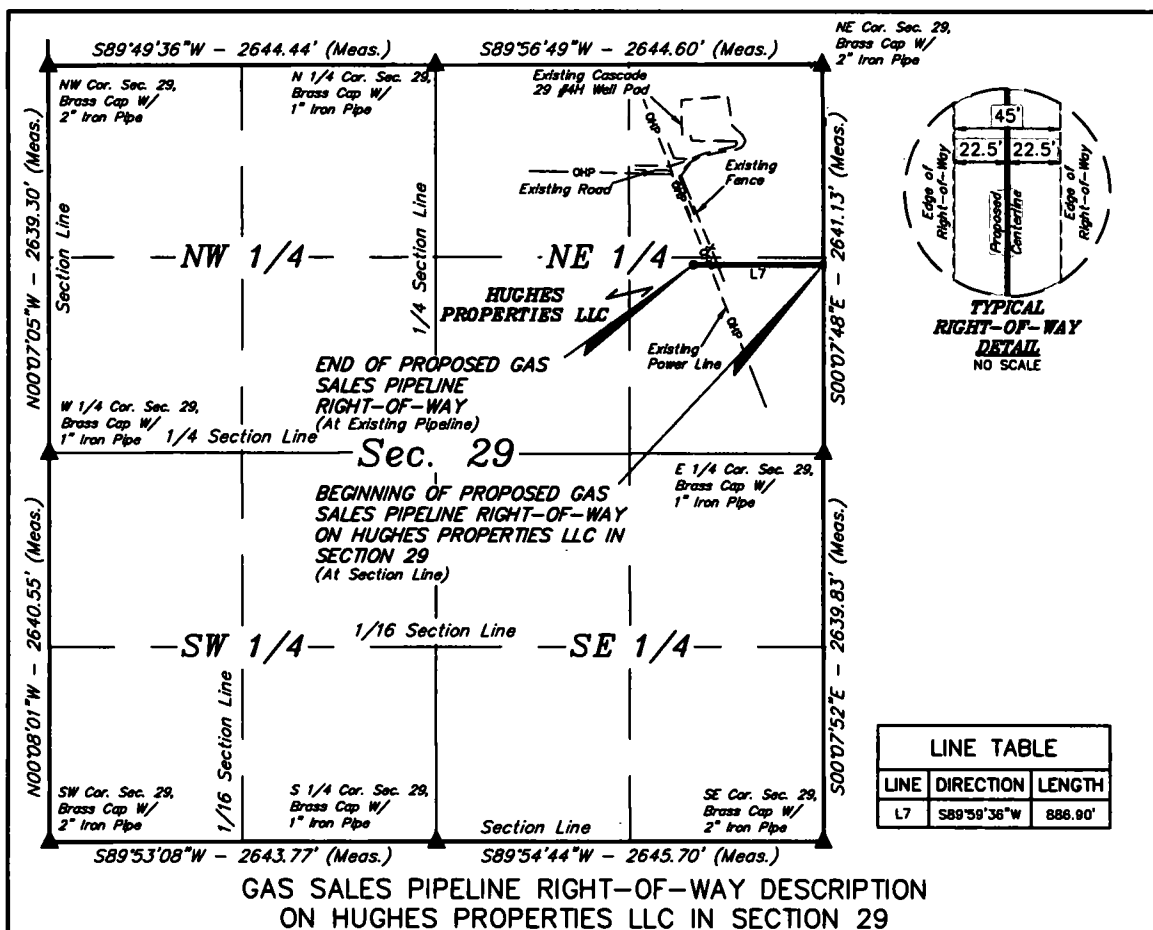 S89°49'36"W - 2644.44' (Meas.)
S89°56'49"W - 2644.60' (Meas.)
NE Cor. Sec. 29,
Brass Cap W/
2" Iron Pipe
NW Cor. Sec. 29,
Brass Cap W/
2" Iron Pipe
N 1/4 Cor. Sec. 29,
Brass Cap W/
1" Iron Pipe
Existing Cascade
29 #4H Well Pad
OHP
OHP
OHP
Existing Road
Existing
Fence
N00°07'05"W - 2639.30' (Meas.)
Section Line
1/4 Section Line
S00°07'48"E - 2641.13' (Meas.)
NW 1/4
NE 1/4
L7
HUGHES
PROPERTIES LLC
OHP
Existing
Power Line
45'
22.5'
22.5'
Edge of
Right-of-Way
Proposed
Centerline
Edge of
Right-of-Way
TYPICAL
RIGHT-OF-WAY
DETAIL
NO SCALE
END OF PROPOSED GAS
SALES PIPELINE
RIGHT-OF-WAY
(At Existing Pipeline)
W 1/4 Cor. Sec. 29,
Brass Cap W/
1" Iron Pipe
1/4 Section Line
Sec. 29
E 1/4 Cor. Sec. 29,
Brass Cap W/
1" Iron Pipe
BEGINNING OF PROPOSED GAS
SALES PIPELINE RIGHT-OF-WAY
ON HUGHES PROPERTIES LLC IN
SECTION 29
(At Section Line)
N00°08'01"W - 2640.55' (Meas.)
S00°07'52"E - 2639.83' (Meas.)
SW 1/4
1/16 Section Line
SE 1/4
1/16 Section Line
SW Cor. Sec. 29,
Brass Cap W/
2" Iron Pipe
S 1/4 Cor. Sec. 29,
Brass Cap W/
1" Iron Pipe
Section Line
SE Cor. Sec. 29,
Brass Cap W/
2" Iron Pipe
LINE TABLE
LINE DIRECTION LENGTH
L7 S89°59'36"W 886.90'
S89°53'08"W - 2643.77' (Meas.)
S89°54'44"W - 2645.70' (Meas.)
GAS SALES PIPELINE RIGHT-OF-WAY DESCRIPTION
ON HUGHES PROPERTIES LLC IN SECTION 29